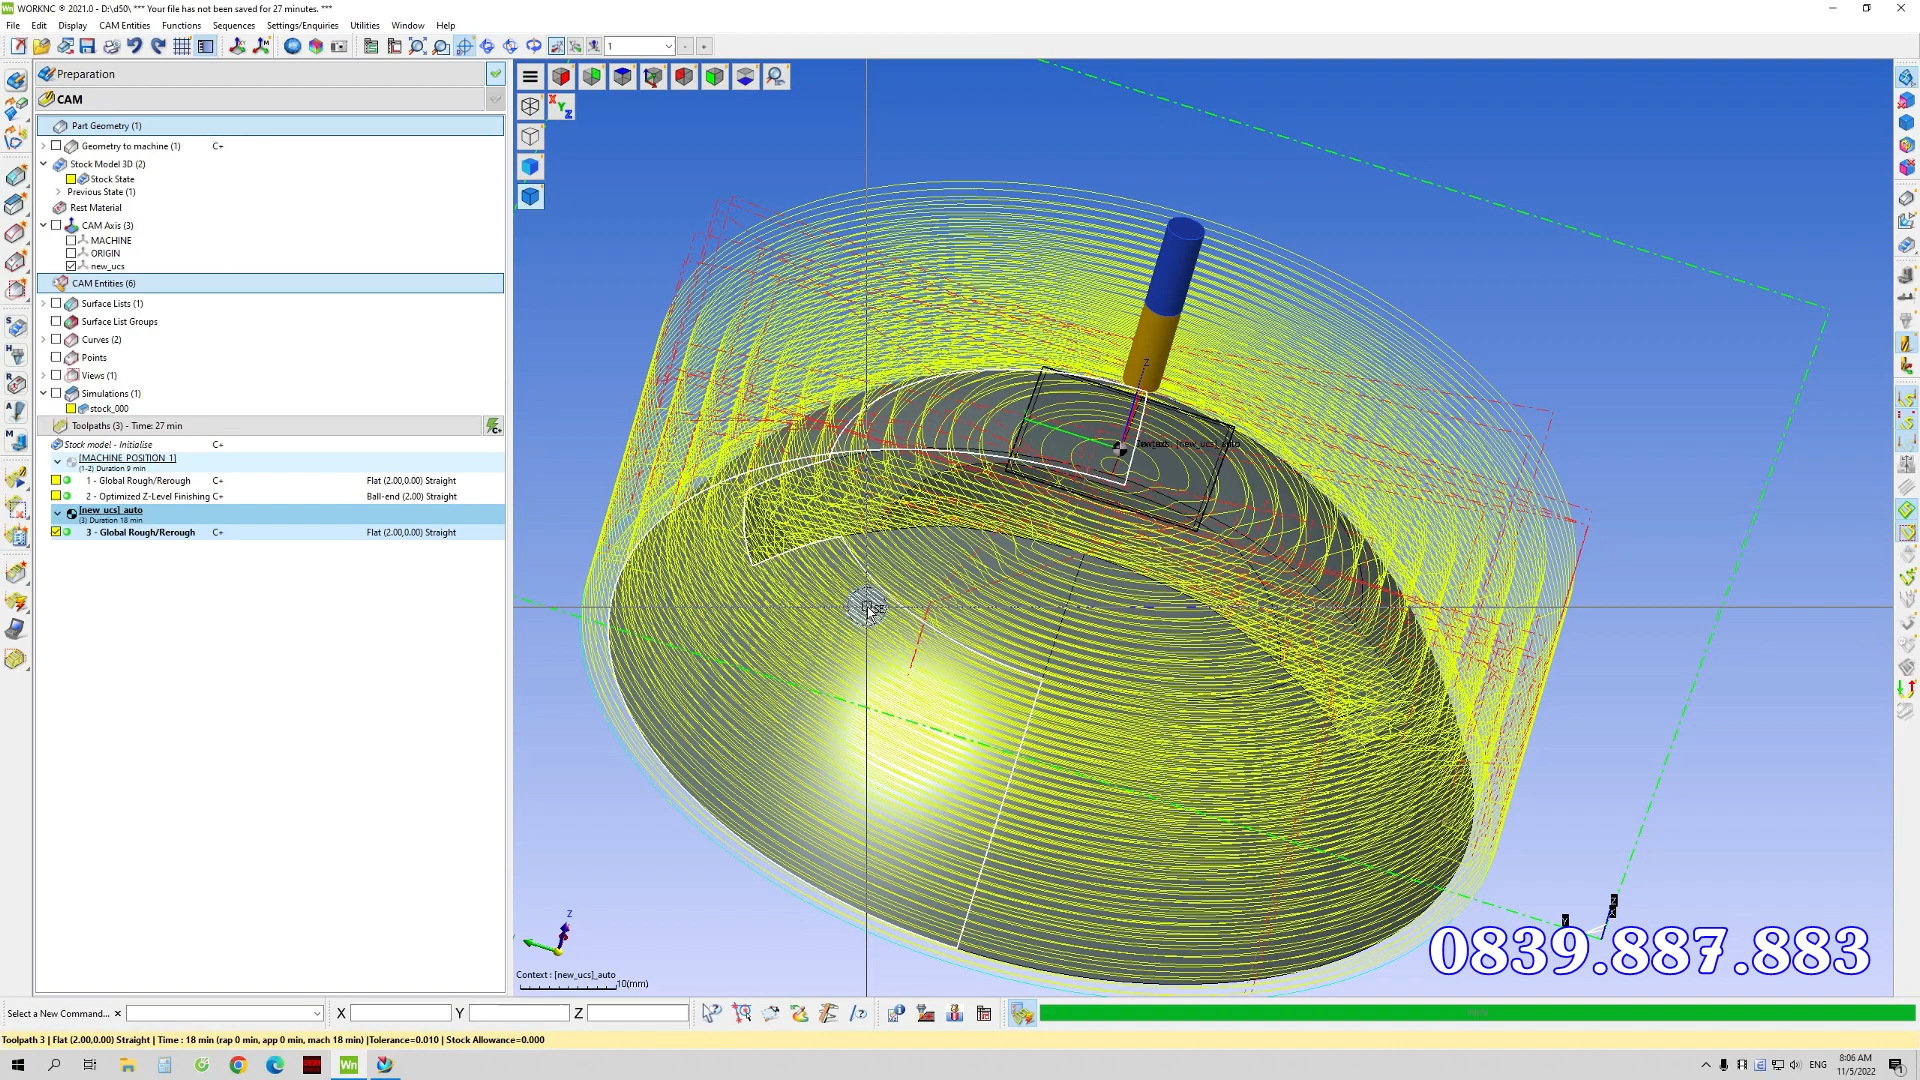 WORKNC ® 2021.0 - D:\d50\ *** Your file has not been saved for 27 minutes. ***
File Edit Display CAM Entities Functions Sequences Settings/Enquiries Utilities Window Help
1
Preparation
CAM
Part Geometry (1)
Geometry to machine (1) C+
Stock Model 3D (2)
Stock State
Previous State (1)
Rest Material
CAM Axis (3)
MACHINE
ORIGIN
new_ucs
CAM Entities (6)
Surface Lists (1)
Surface List Groups
Curves (2)
Points
Views (1)
Simulations (1)
stock_000
Toolpaths (3) - Time: 27 min
Stock model - Initialise C+
[MACHINE POSITION 1]
(1-2) Duration 9 min
1 - Global Rough/Rerough C+ Flat (2.00,0.00) Straight
2 - Optimized Z-Level Finishing C+ Ball-end (2.00) Straight
[new_ucs]_auto
(3) Duration 18 min
3 - Global Rough/Rerough C+ Flat (2.00,0.00) Straight
X
Y
Z
Z
Z
Y
Z
X
0839.887.883
Context : [new_ucs]_auto
10(mm)
Select a New Command... X Y Z
Toolpath 3 | Flat (2.00,0.00) Straight | Time : 18 min (rap 0 min, app 0 min, mach 18 min) |Tolerance=0.010 | Stock Allowance=0.000
Wn
ENG
8:06 AM
11/5/2022